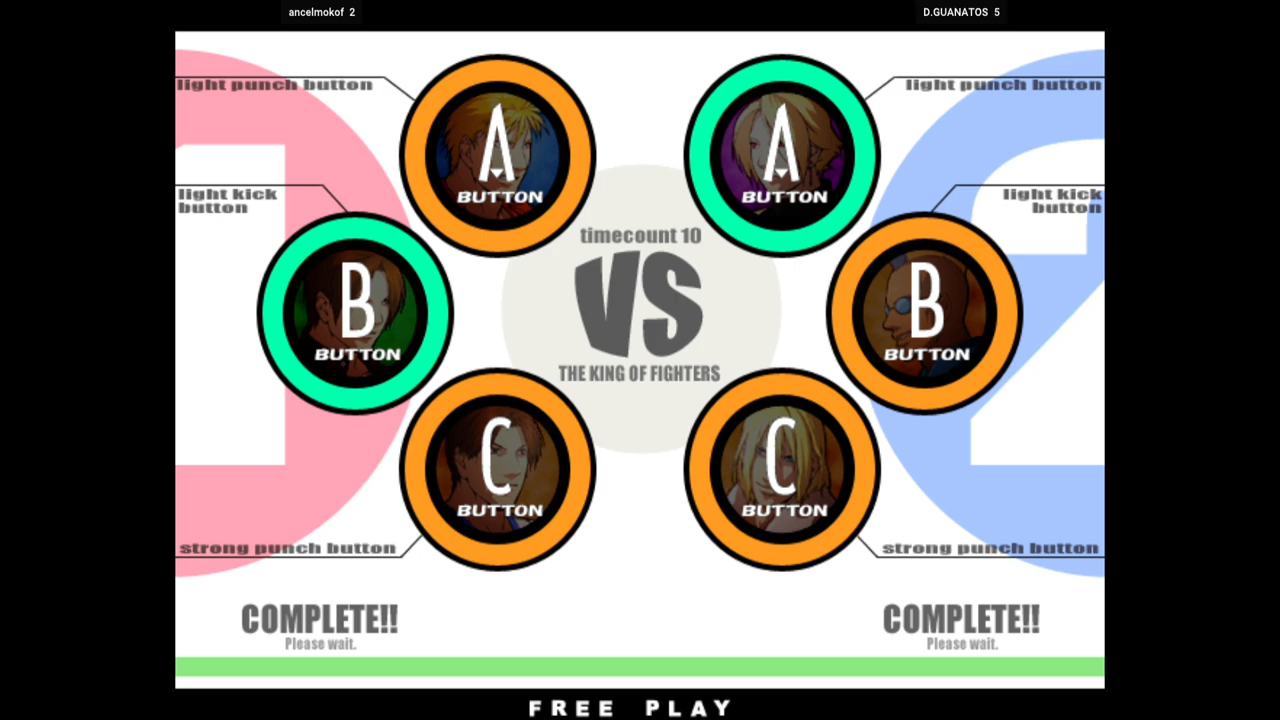 ancelmokof 2
D.GUANATOS 5
light punch button
light punch button
A
BUTTON
A
BUTTON
light kick
button
light kick
button
timecount 10
VS
THE KING OF FIGHTERS
B
BUTTON
B
BUTTON
C
BUTTON
C
BUTTON
strong punch button
strong punch button
1
2
COMPLETE!!
Please wait.
COMPLETE!!
Please wait.
FREE PLAY